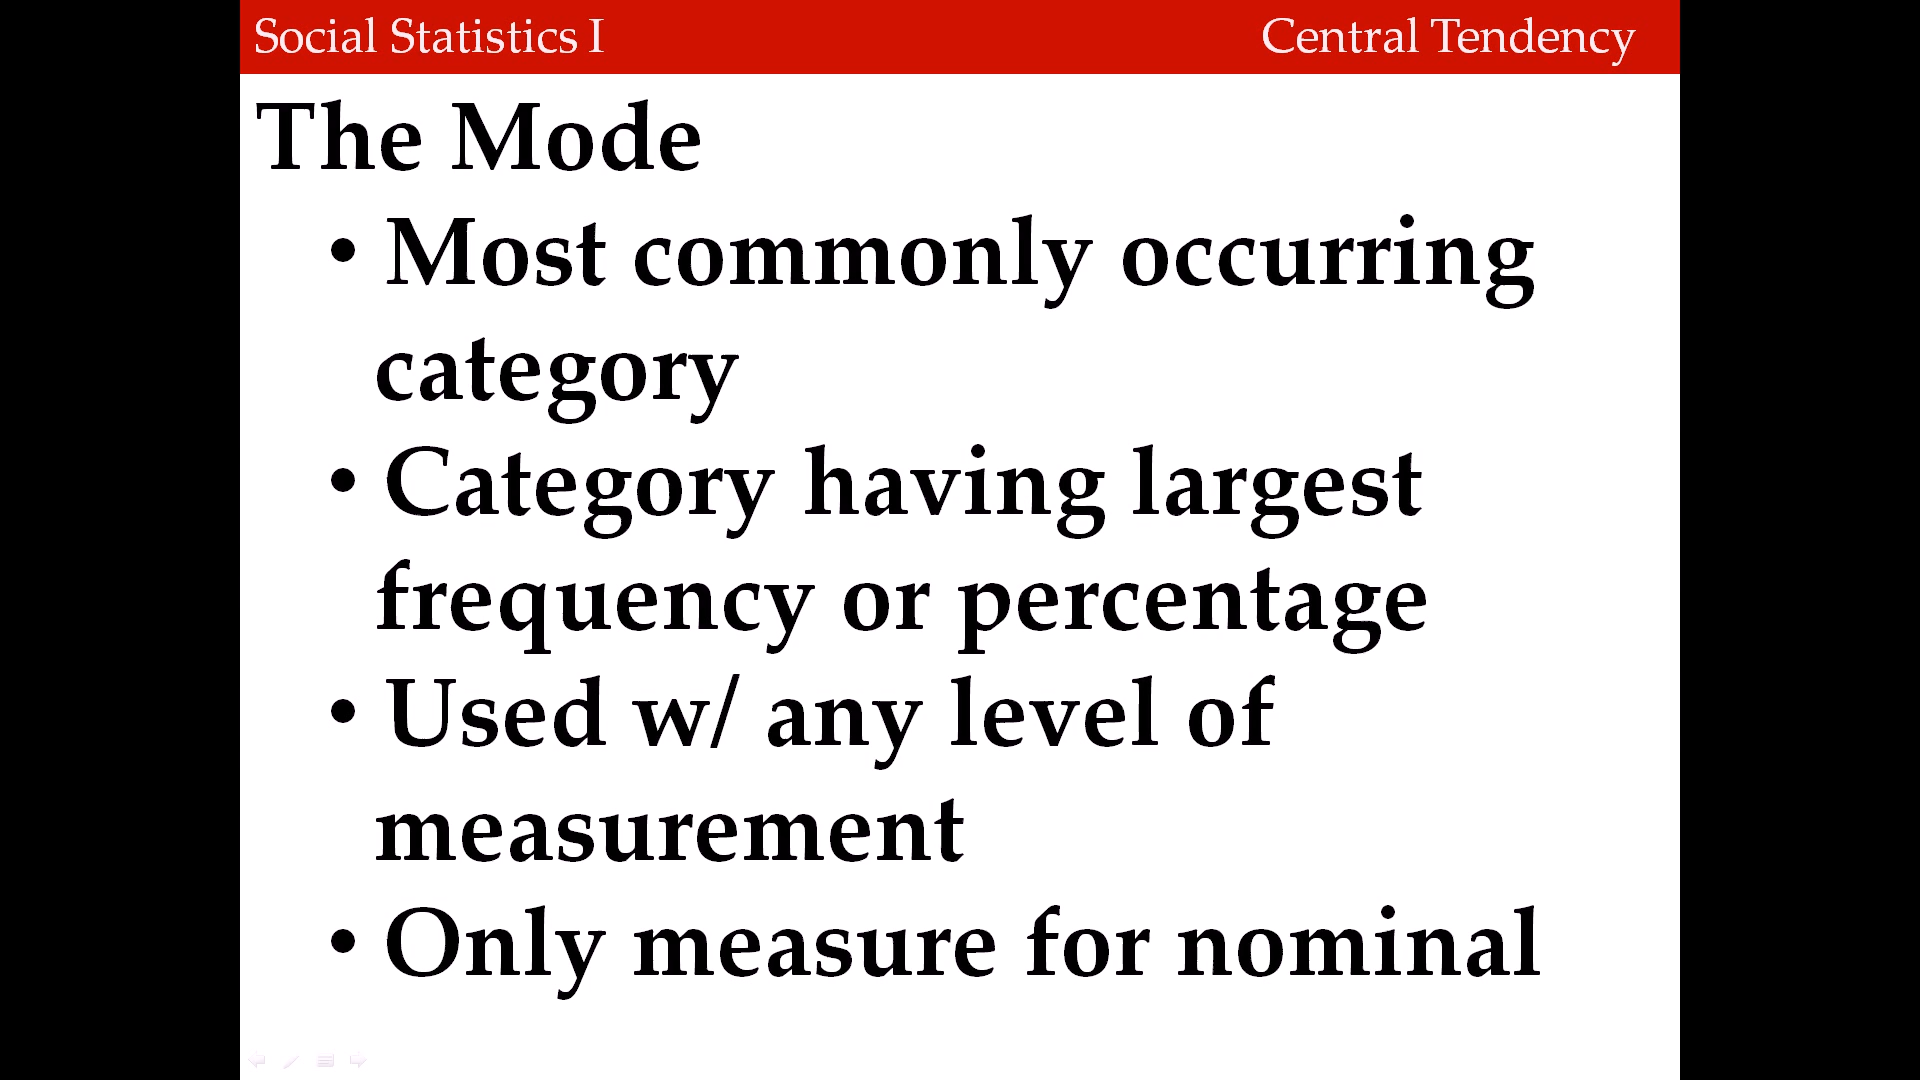 Social Statistics I Central Tendency
The Mode
• Most commonly occurring
category
• Category having largest
frequency or percentage
• Used w/ any level of
measurement
• Only measure for nominal